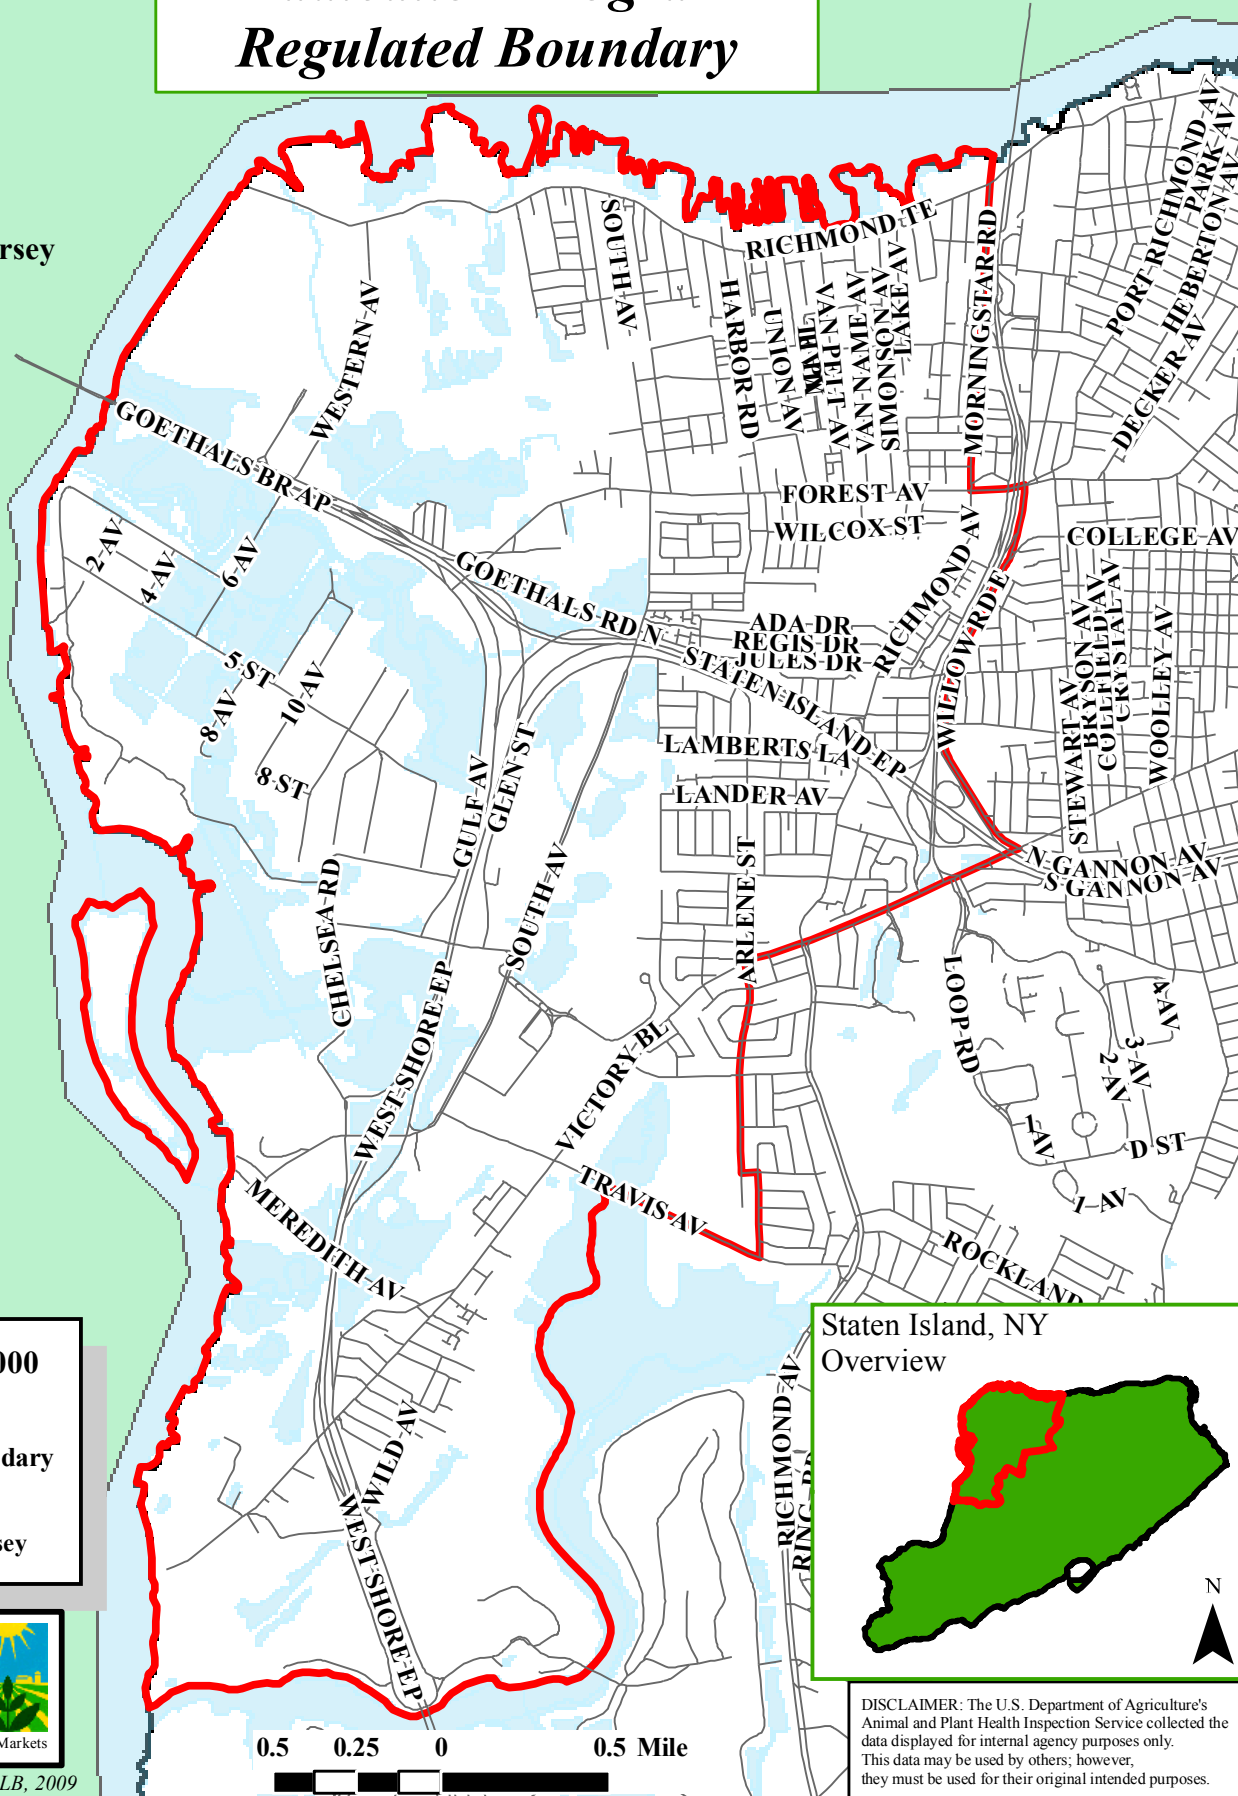 Regulated Boundary
rsey
SOUTH AV
RICHMOND TE
WESTERN AV
HARBOR RD
UNION AV
VAN PELT AV
VAN NAME AV
SIMONSON AV
LAKE AV
MORNINGSTAR RD
PORT RICHMOND AV
PARK AV
HEBERTON AV
DECKER AV
GOETHALS BR AP
FOREST AV
WILCOX ST
RICHMOND AV
COLLEGE AV
2 AV
4 AV
6 AV
GOETHALS RD N
ADA DR
REGIS DR
JULES DR
WILLOW RD E
STEWART AV
BRYSON AV
CRYSTAL AV
WOOLLEY AV
5 ST
8 AV
10 AV
8 ST
STATEN ISLAND EP
LAMBERTS LA
LANDER AV
GULF AV
GLEN ST
SOUTH AV
CHELSEA RD
ARLENE ST
N GANNON AV
S GANNON AV
WEST SHORE EP
VICTORY BL
LOOP RD
4 AV
3 AV
2 AV
1 AV
D ST
1 AV
TRAVIS AV
MEREDITH AV
ROCKLAND
RICHMOND AV
WILD AV
WEST SHORE EP
000
dary
sey
Markets
LB, 2009
Staten Island, NY
Overview
N
0.5 0.25 0 0.5 Mile
DISCLAIMER: The U.S. Department of Agriculture's
Animal and Plant Health Inspection Service collected the
data displayed for internal agency purposes only.
This data may be used by others; however,
they must be used for their original intended purposes.